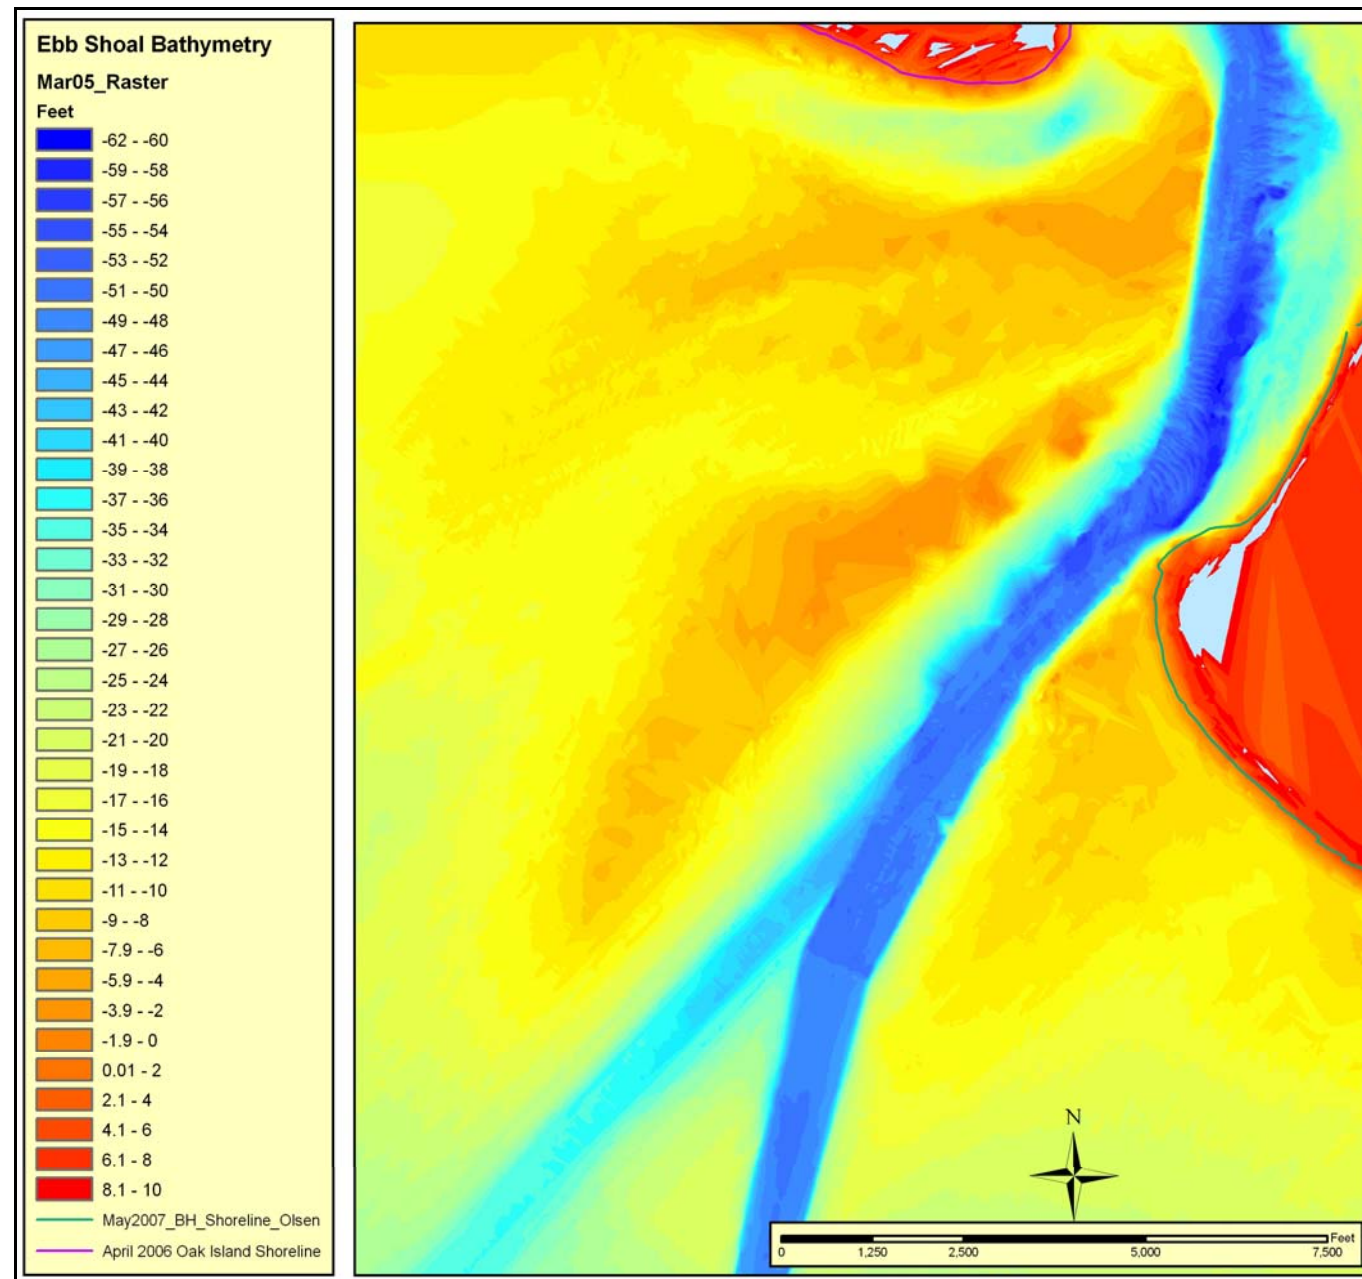 Ebb Shoal Bathymetry
Mar05_Raster
Feet
-62 - -60
-59 - -58
-57 - -56
-55 - -54
-53 - -52
-51 - -50
-49 - -48
-47 - -46
-45 - -44
-43 - -42
-41 - -40
-39 - -38
-37 - -36
-35 - -34
-33 - -32
-31 - -30
-29 - -28
-27 - -26
-25 - -24
-23 - -22
-21 - -20
-19 - -18
-17 - -16
-15 - -14
-13 - -12
-11 - -10
-9 - -8
-7.9 - -6
-5.9 - -4
-3.9 - -2
-1.9 - 0
0.01 - 2
2.1 - 4
4.1 - 6
6.1 - 8
8.1 - 10
May2007_BH_Shoreline_Olsen
April 2006 Oak Island Shoreline
N
Feet
0 1,250 2,500 5,000 7,500